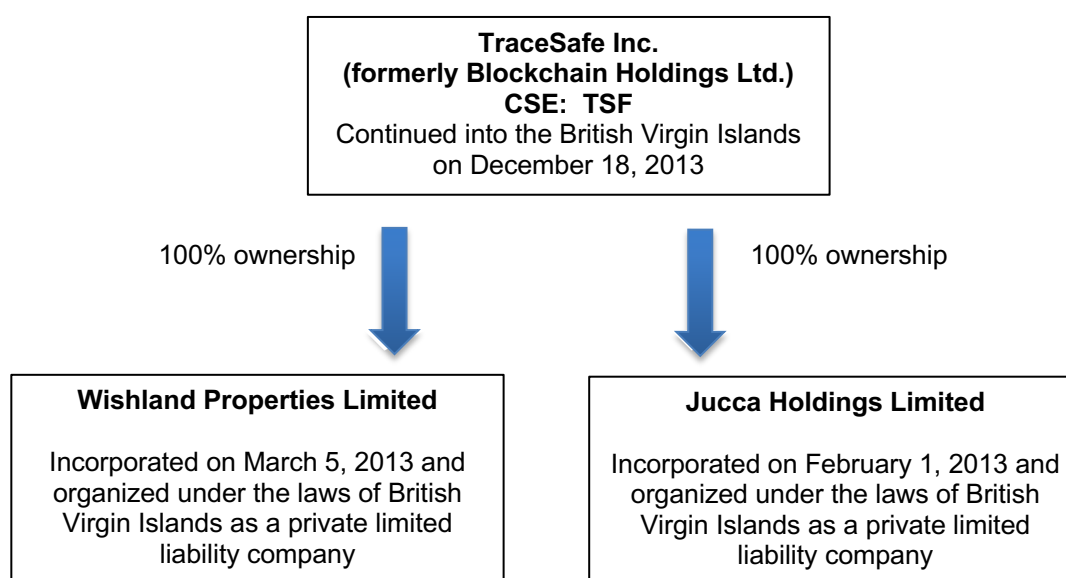 TraceSafe Inc.
(formerly Blockchain Holdings Ltd.)
CSE:  TSF
Continued into the British Virgin Islands
on December 18, 2013
100% ownership
100% ownership
Wishland Properties Limited
Incorporated on March 5, 2013 and
organized under the laws of British
Virgin Islands as a private limited
liability company
Jucca Holdings Limited
Incorporated on February 1, 2013 and
organized under the laws of British
Virgin Islands as a private limited
liability company